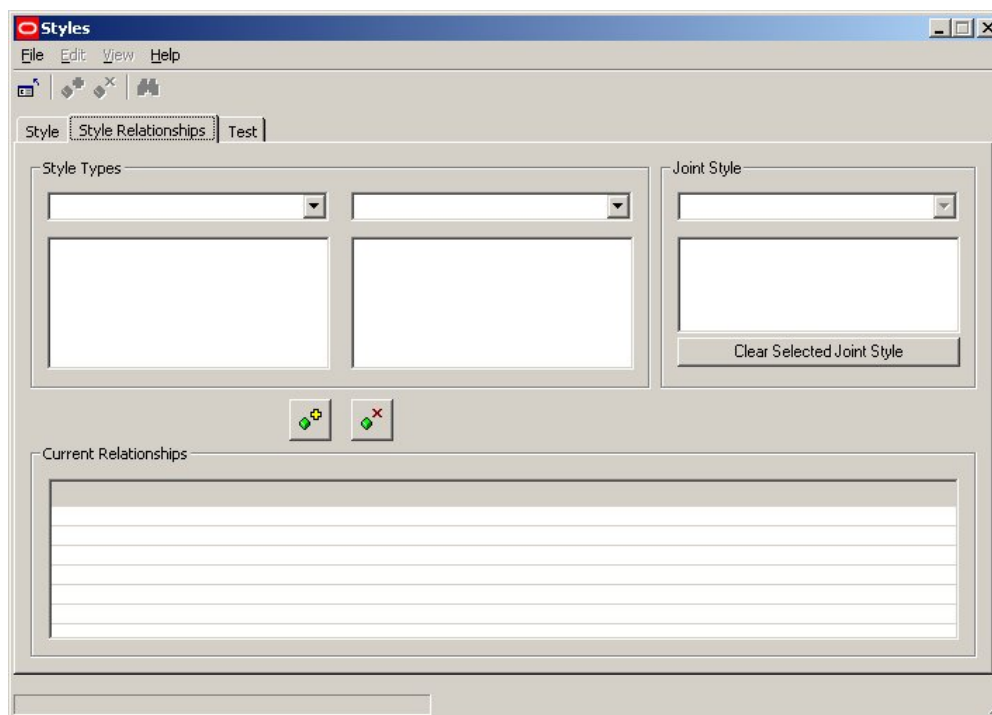 Styles
File Edit View Help
Style Style Relationships Test
Style Types Joint Style
Clear Selected Joint Style
Current Relationships